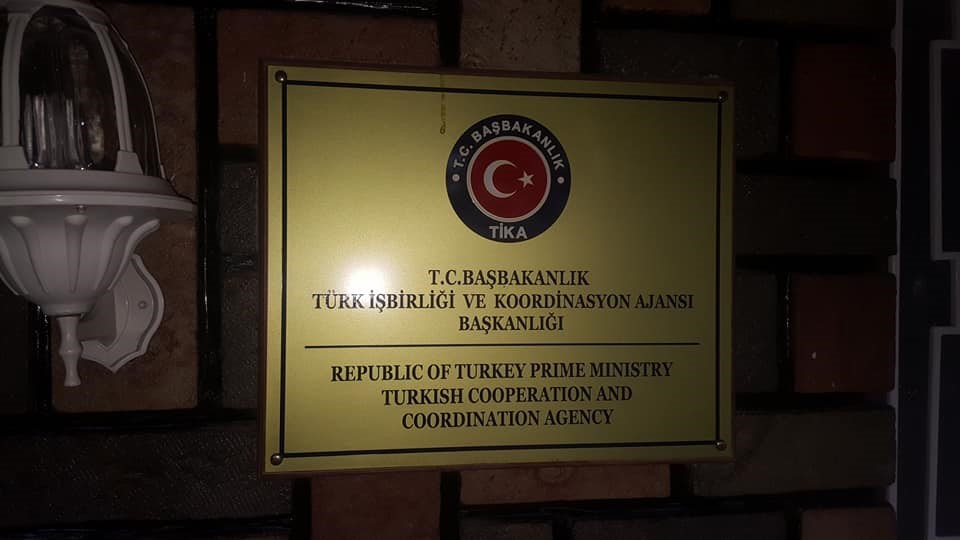 T.C. BAŞBAKANLIK
TİKA
T.C.BAŞBAKANLIK
TÜRK İŞBİRLİĞİ VE KOORDİNASYON AJANSI
BAŞKANLIĞI
REPUBLIC OF TURKEY PRIME MINISTRY
TURKISH COOPERATION AND
COORDINATION AGENCY